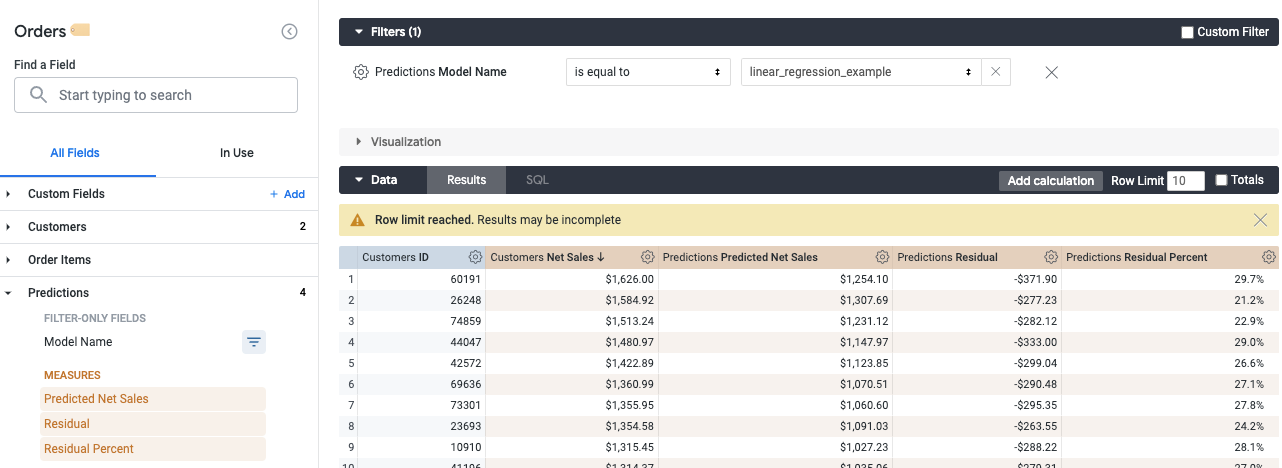 Orders
Find a Field
Start typing to search
All Fields In Use
Custom Fields + Add
Customers 2
Order Items
Predictions 4
FILTER-ONLY FIELDS
Model Name
MEASURES
Predicted Net Sales
Residual
Residual Percent
Filters (1) Custom Filter
Predictions Model Name is equal to linear_regression_example
Visualization
Data Results SQL Add calculation Row Limit 10 Totals
Row limit reached. Results may be incomplete
Customers ID Customers Net Sales ↓ Predictions Predicted Net Sales Predictions Residual Predictions Residual Percent
1 60191 $1,626.00 $1,254.10 -$371.90 29.7%
2 26248 $1,584.92 $1,307.69 -$277.23 21.2%
3 74859 $1,513.24 $1,231.12 -$282.12 22.9%
4 44047 $1,480.97 $1,147.97 -$333.00 29.0%
5 42572 $1,422.89 $1,123.85 -$299.04 26.6%
6 69636 $1,360.99 $1,070.51 -$290.48 27.1%
7 73301 $1,355.95 $1,060.60 -$295.35 27.8%
8 23693 $1,354.58 $1,091.03 -$263.55 24.2%
9 10910 $1,315.45 $1,027.23 -$288.22 28.1%
10